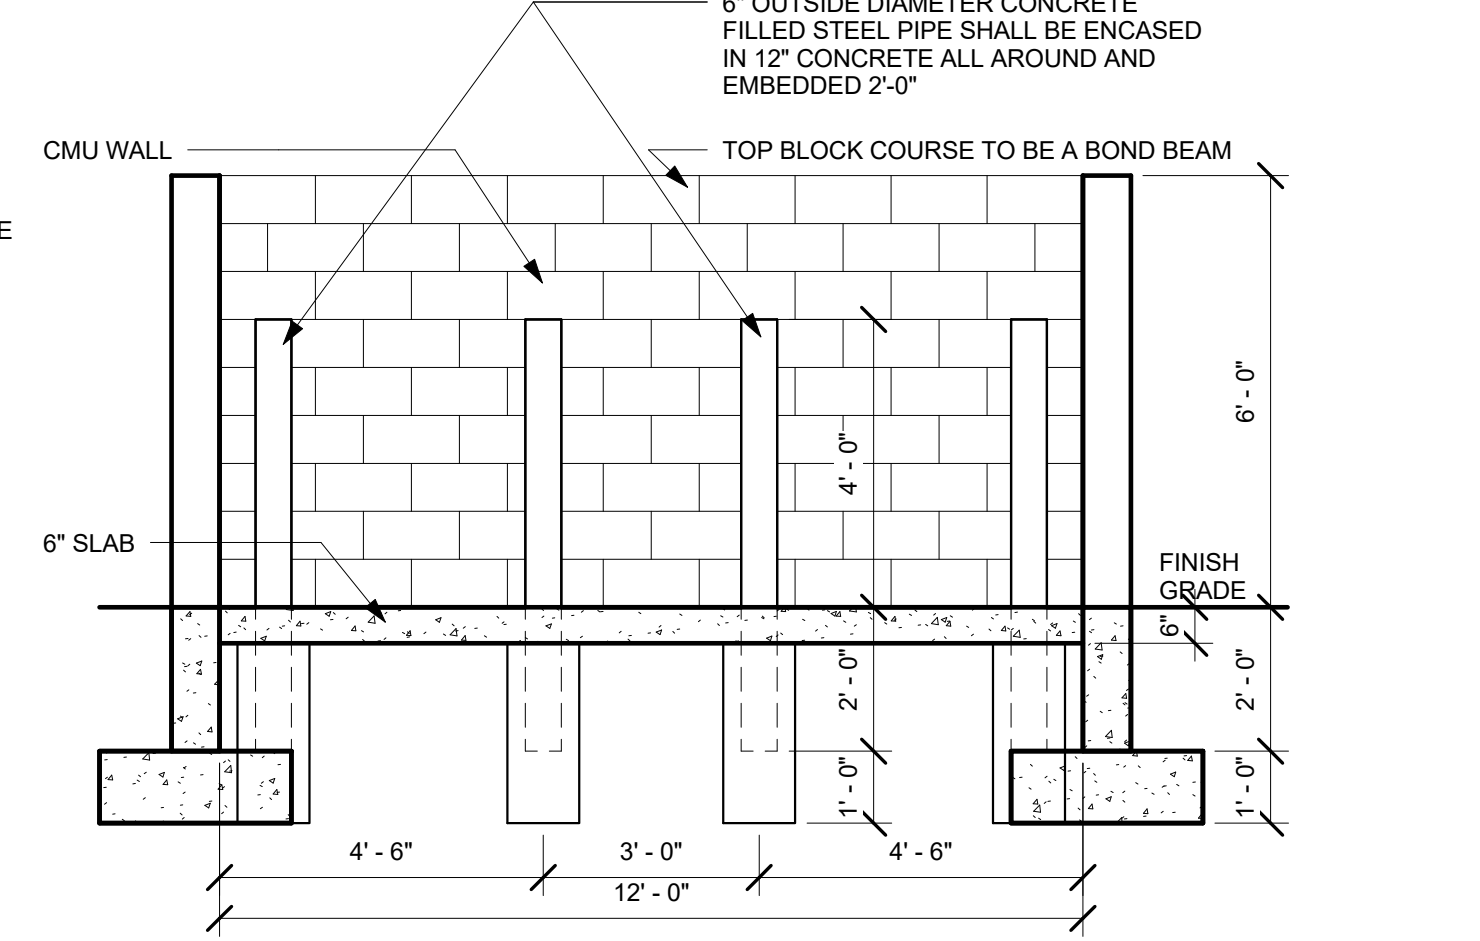 6" OUTSIDE DIAMETER CONCRETE
FILLED STEEL PIPE SHALL BE ENCASED
IN 12" CONCRETE ALL AROUND AND
EMBEDDED 2'-0"
CMU WALL
TOP BLOCK COURSE TO BE A BOND BEAM
E
6' - 0"
4' - 0"
6" SLAB
FINISH
GRADE
6"
2' - 0"
2' - 0"
1' - 0"
1' - 0"
4' - 6"
3' - 0"
4' - 6"
12' - 0"